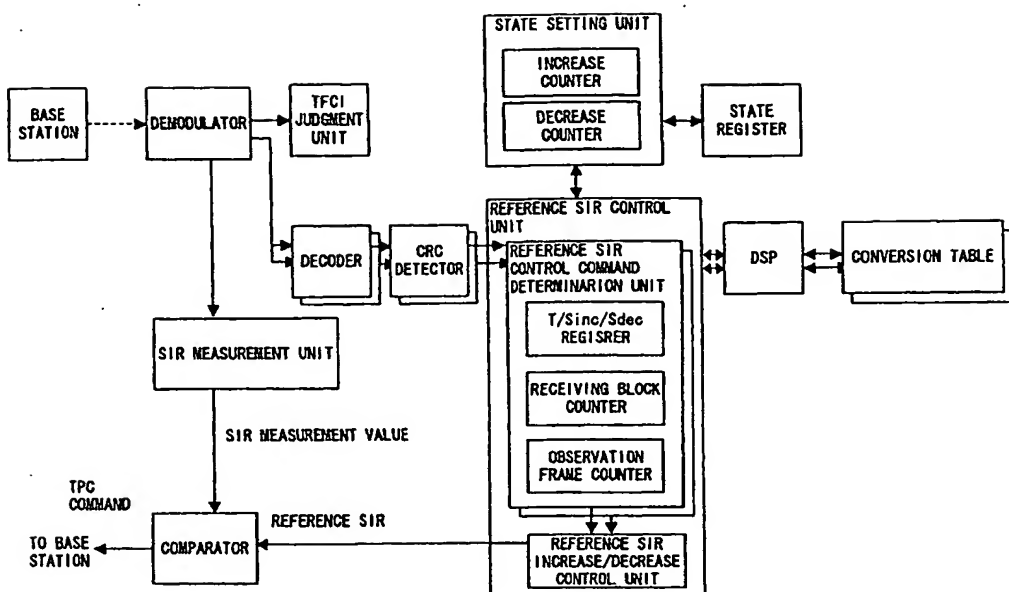 STATE SETTING UNIT
INCREASE
COUNTER
DECREASE
COUNTER
STATE
REGISTER
BASE
STATION
DEMODULATOR
TFCI
JUDGMENT
UNIT
REFERENCE SIR CONTROL
UNIT
REFERENCE SIR
CONTROL COMMAND
DETERMINARION UNIT
DECODER
CRC
DETECTOR
DSP
CONVERSION TABLE
T/Sinc/Sdec
REGISRER
RECEIVING BLOCK
COUNTER
OBSERVATION
FRAME COUNTER
SIR MEASUREMENT UNIT
SIR MEASUREMENT VALUE
TPC
COMMAND
REFERENCE SIR
TO BASE
STATION
COMPARATOR
REFERENCE SIR
INCREASE/DECREASE
CONTROL UNIT